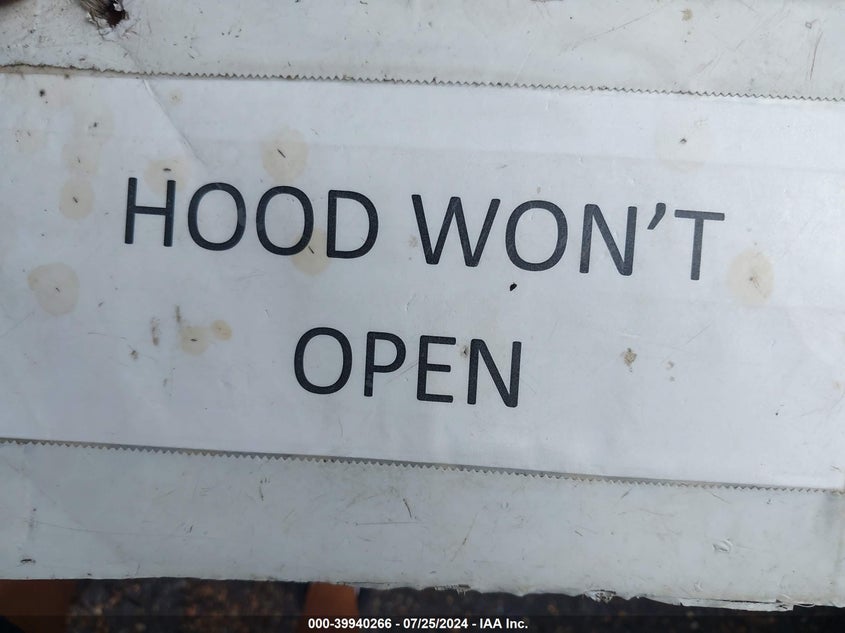 HOOD WON’T
OPEN
000-39940266 / 07/25/2024 - IAA Inc.